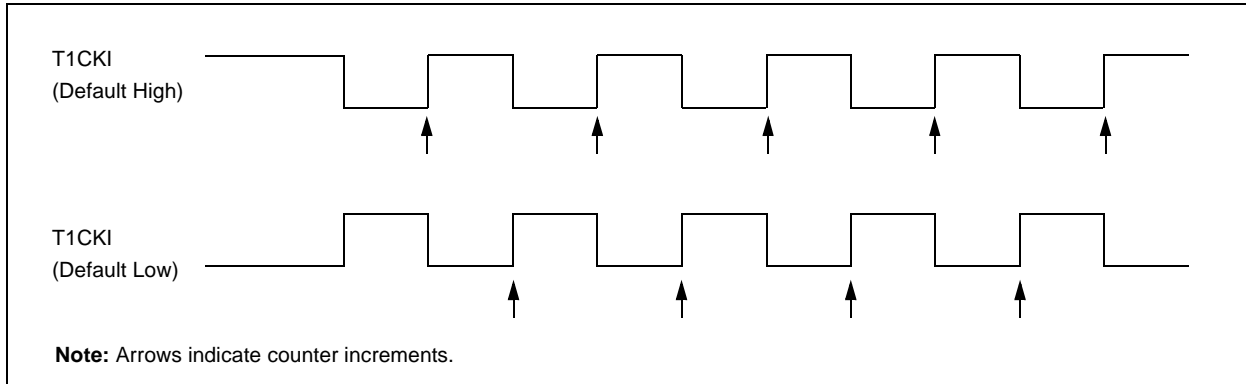 T1CKI
(Default High)
T1CKI
(Default Low)
Note: Arrows indicate counter increments.